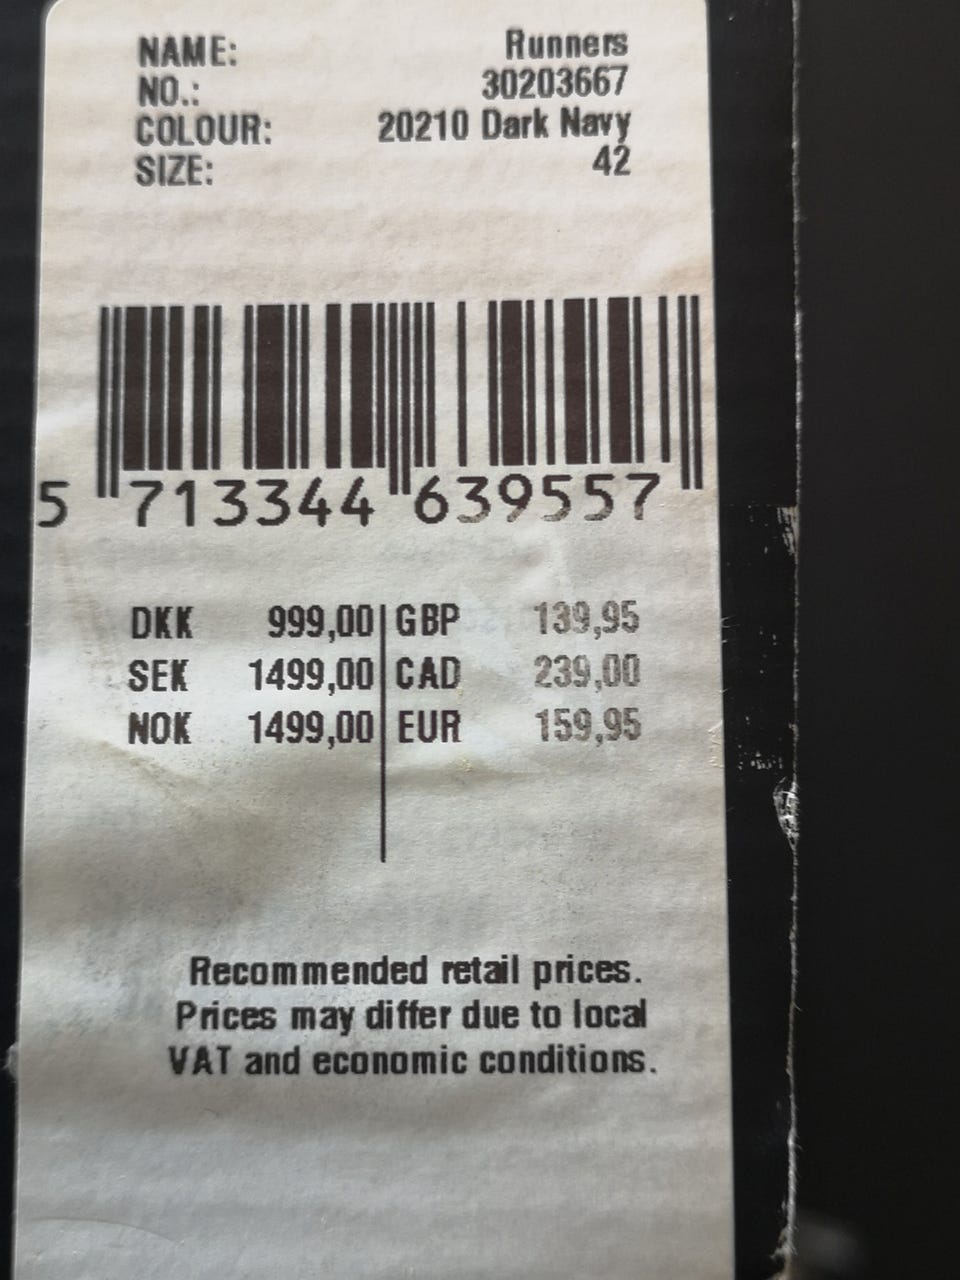 NAME: Runners
NO.: 30203667
COLOUR: 20210 Dark Navy
SIZE: 42
5 713344 639557
DKK 999,00 GBP 139,95
SEK 1499,00 CAD 239,00
NOK 1499,00 EUR 159,95
Recommended retail prices.
Prices may differ due to local
VAT and economic conditions.